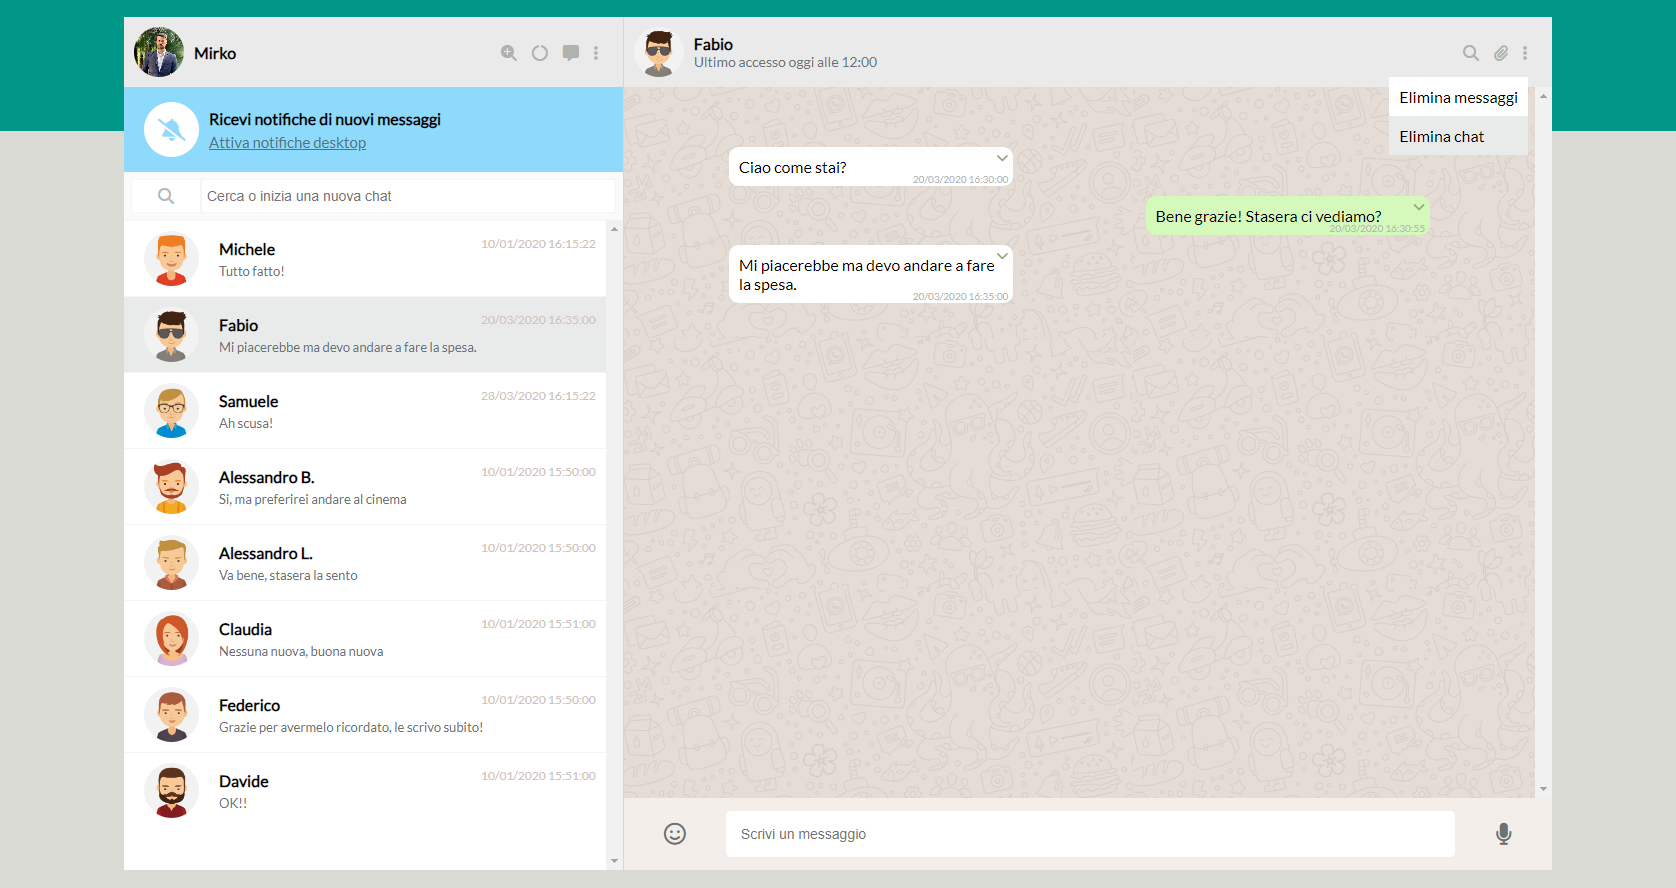 Mirko
Ricevi notifiche di nuovi messaggi
Attiva notifiche desktop
Cerca o inizia una nuova chat
Michele
10/01/2020 16:15:22
Tutto fatto!
Fabio
20/03/2020 16:35:00
Mi piacerebbe ma devo andare a fare la spesa.
Samuele
28/03/2020 16:15:22
Ah scusa!
Alessandro B.
10/01/2020 15:50:00
Si, ma preferirei andare al cinema
Alessandro L.
10/01/2020 15:50:00
Va bene, stasera la sento
Claudia
10/01/2020 15:51:00
Nessuna nuova, buona nuova
Federico
10/01/2020 15:50:00
Grazie per avermelo ricordato, le scrivo subito!
Davide
10/01/2020 15:51:00
OK!!
Fabio
Ultimo accesso oggi alle 12:00
Elimina messaggi
Elimina chat
Ciao come stai?
20/03/2020 16:30:00
Bene grazie! Stasera ci vediamo?
20/03/2020 16:30:55
Mi piacerebbe ma devo andare a fare
la spesa.
20/03/2020 16:35:00
Scrivi un messaggio